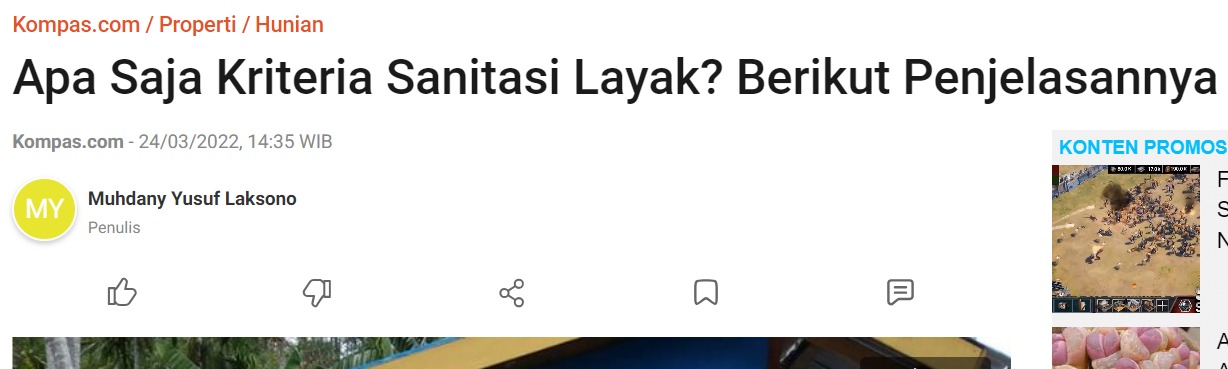 Kompas.com / Properti / Hunian
Apa Saja Kriteria Sanitasi Layak? Berikut Penjelasannya
Kompas.com - 24/03/2022, 14:35 WIB
KONTEN PROMOS
MY
Muhdany Yusuf Laksono
Penulis
F
S
N
A